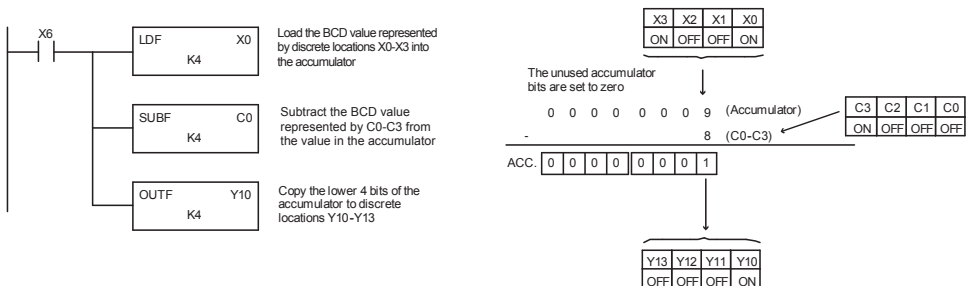 X6
LDF X0
K4
Load the BCD value represented
by discrete locations X0-X3 into
the accumulator
SUBF C0
K4
Subtract the BCD value
represented by C0-C3 from
the value in the accumulator
OUTF Y10
K4
Copy the lower 4 bits of the
accumulator to discrete
locations Y10-Y13
X3 X2 X1 X0
ON OFF OFF ON
The unused accumulator
bits are set to zero
0 0 0 0 0 0 0 9 (Accumulator)
- 8 (C0-C3)
C3 C2 C1 C0
ON OFF OFF OFF
ACC. 0 0 0 0 0 0 0 1
Y13 Y12 Y11 Y10
OFF OFF OFF ON